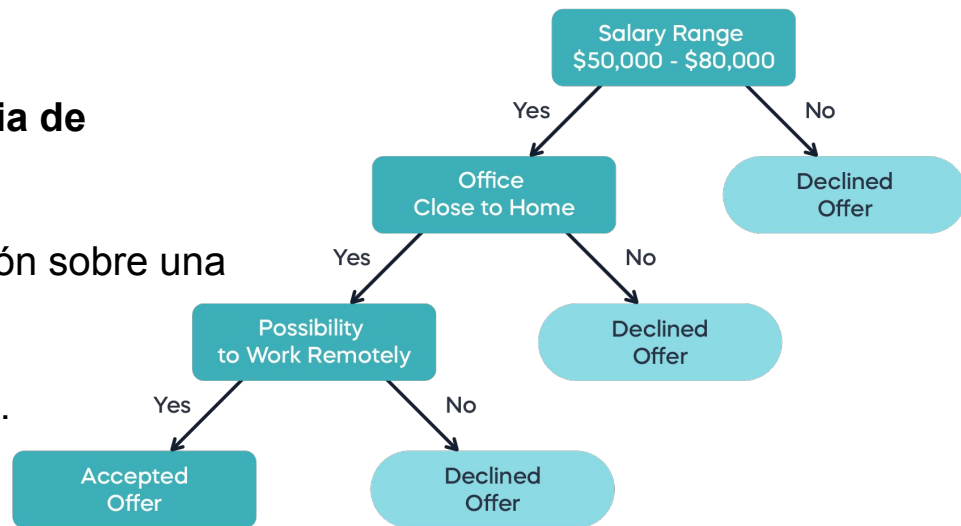 Salary Range
$50,000 - $80,000
ia de
Yes
No
Office
Close to Home
Declined
Offer
ón sobre una
Yes
No
Possibility
to Work Remotely
Declined
Offer
.
Yes
No
Accepted
Offer
Declined
Offer